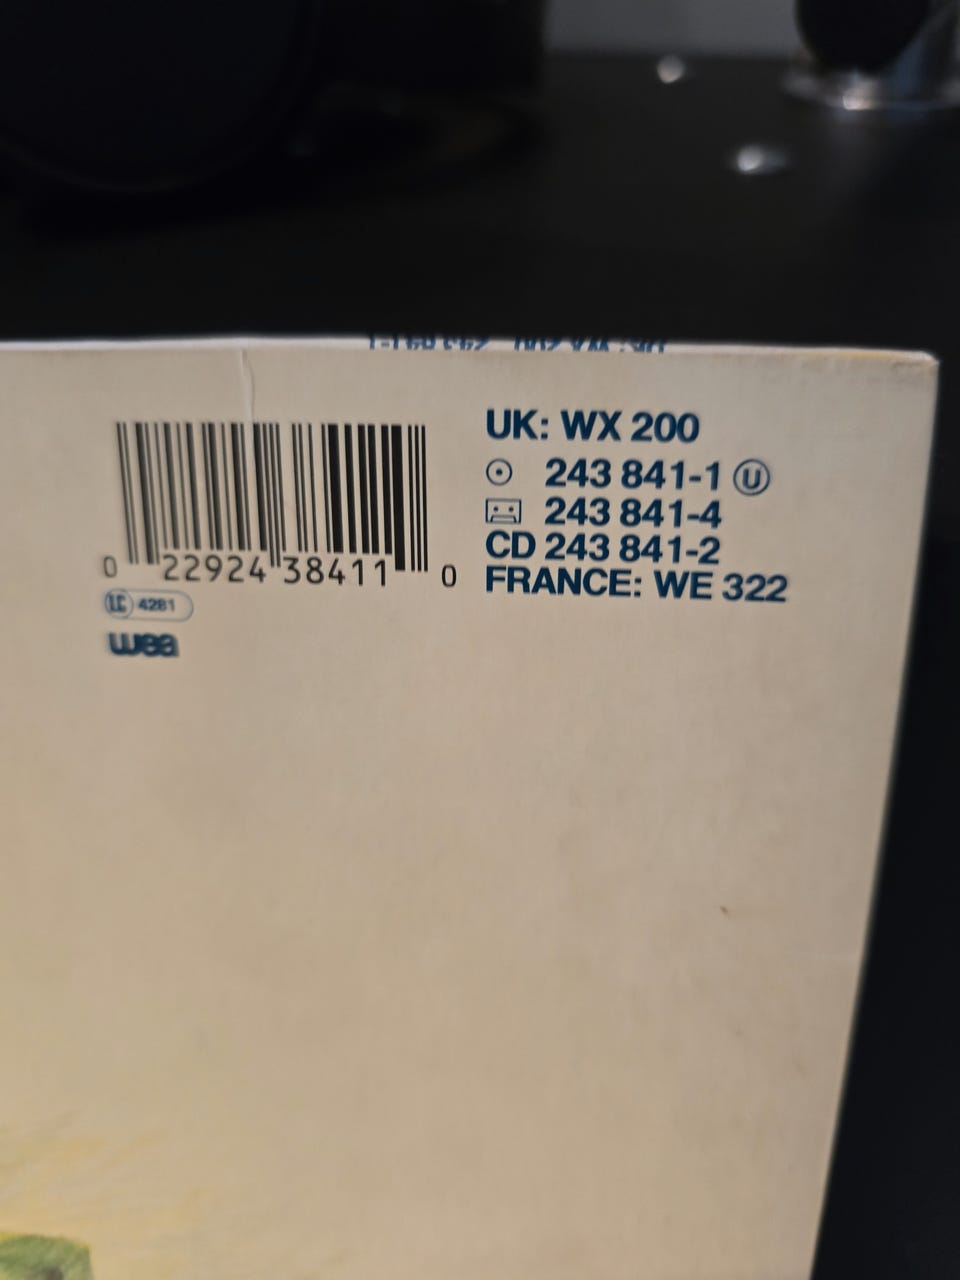 UK: WX 200
243 841-1 U
243 841-4
CD 243 841-2
FRANCE: WE 322
0 22924 38411 0
LC 4281
wea